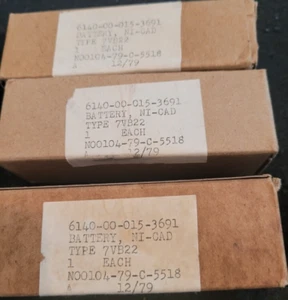 6140-00-015-3691
BATTERY, NI-CAD
TYPE 7VB22
1 EACH
N00104-79-C-5518
A 12/79
6140-00-015-3691
BATTERY, NI-CAD
TYPE 7VB22
1 EACH
N00104-79-C-5518
A 12/79
6140-00-015-3691
BATTERY, NI-CAD
TYPE 7VB22
1 EACH
N00104-79-C-5518
A 12/79